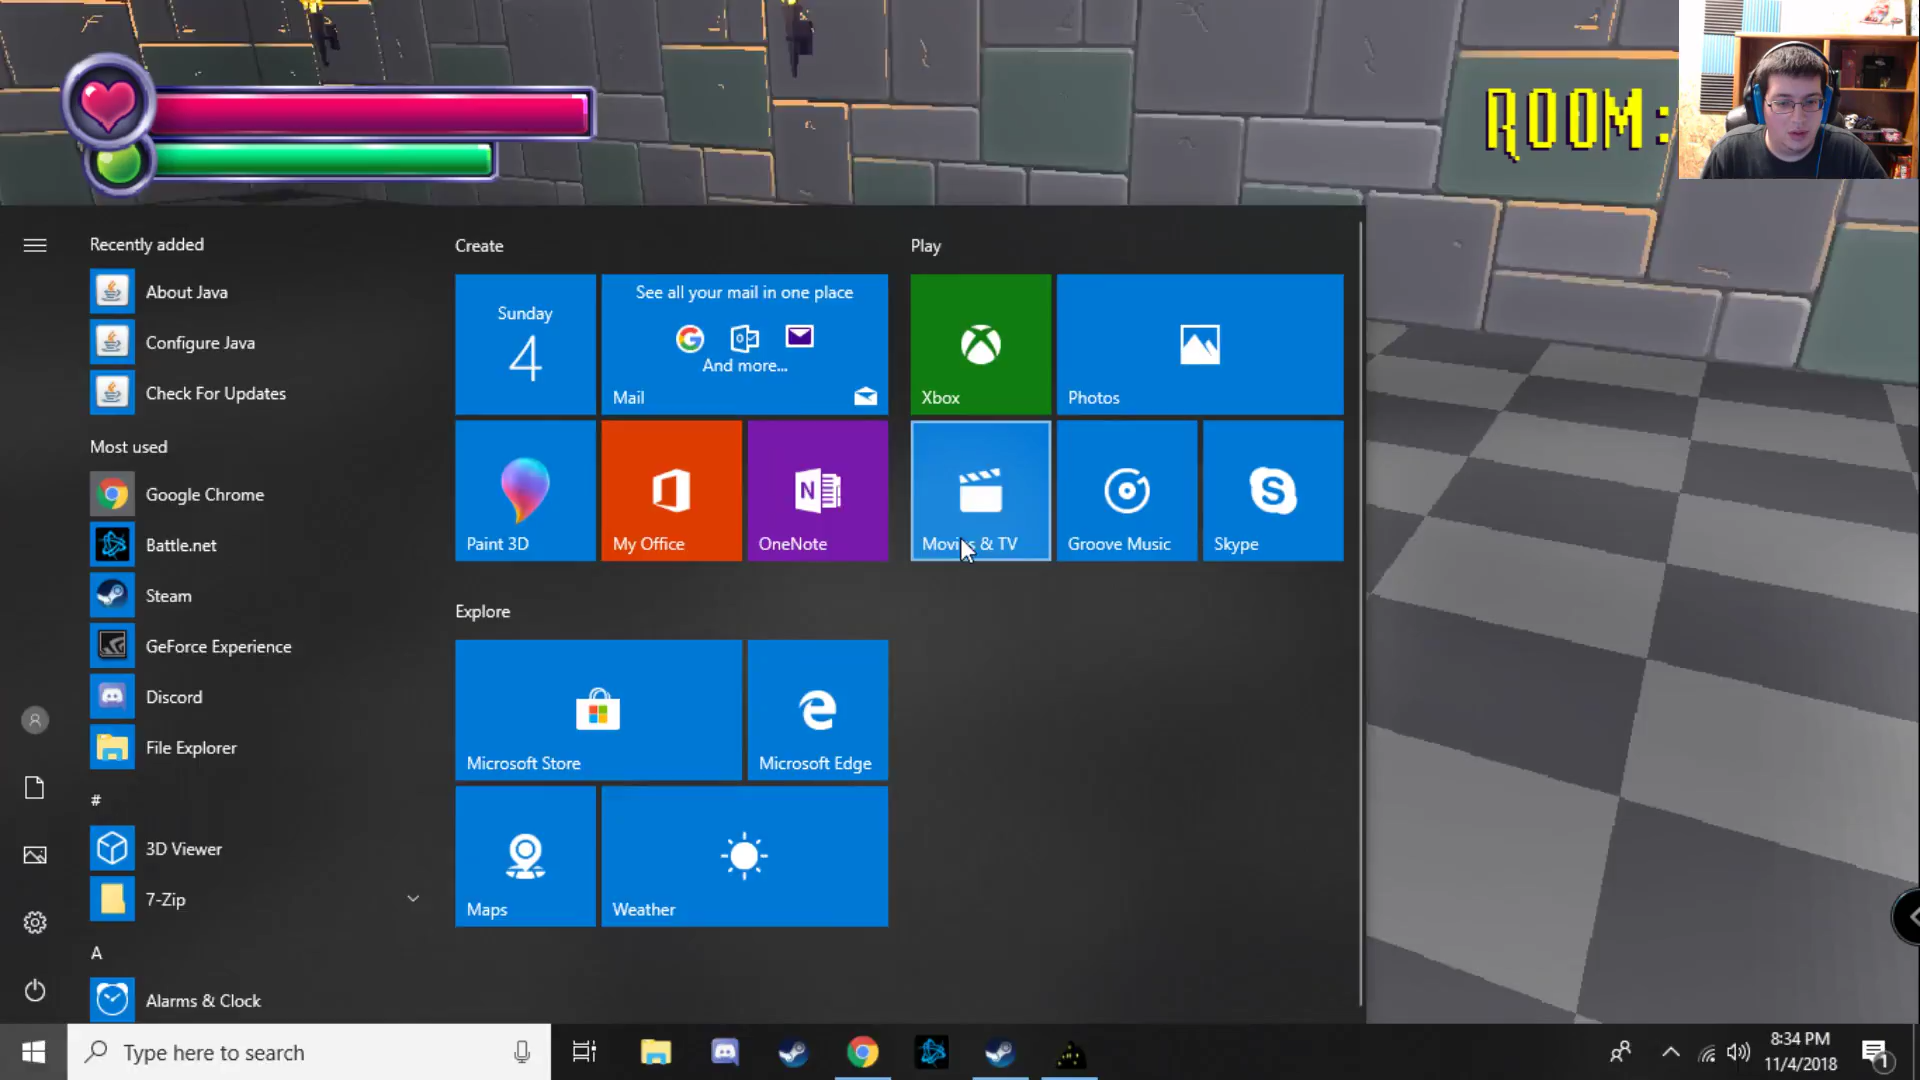 ROOM:
Recently added
About Java
Configure Java
Check For Updates
Most used
Google Chrome
Battle.net
Steam
GeForce Experience
Discord
File Explorer
#
3D Viewer
7-Zip
A
Alarms & Clock
Create
Sunday
4
See all your mail in one place
And more...
Mail
Paint 3D
My Office
N
OneNote
Explore
Microsoft Store
Microsoft Edge
Maps
Weather
Play
Xbox
Photos
Movies & TV
Groove Music
S
Skype
Type here to search
8:34 PM
11/4/2018
1